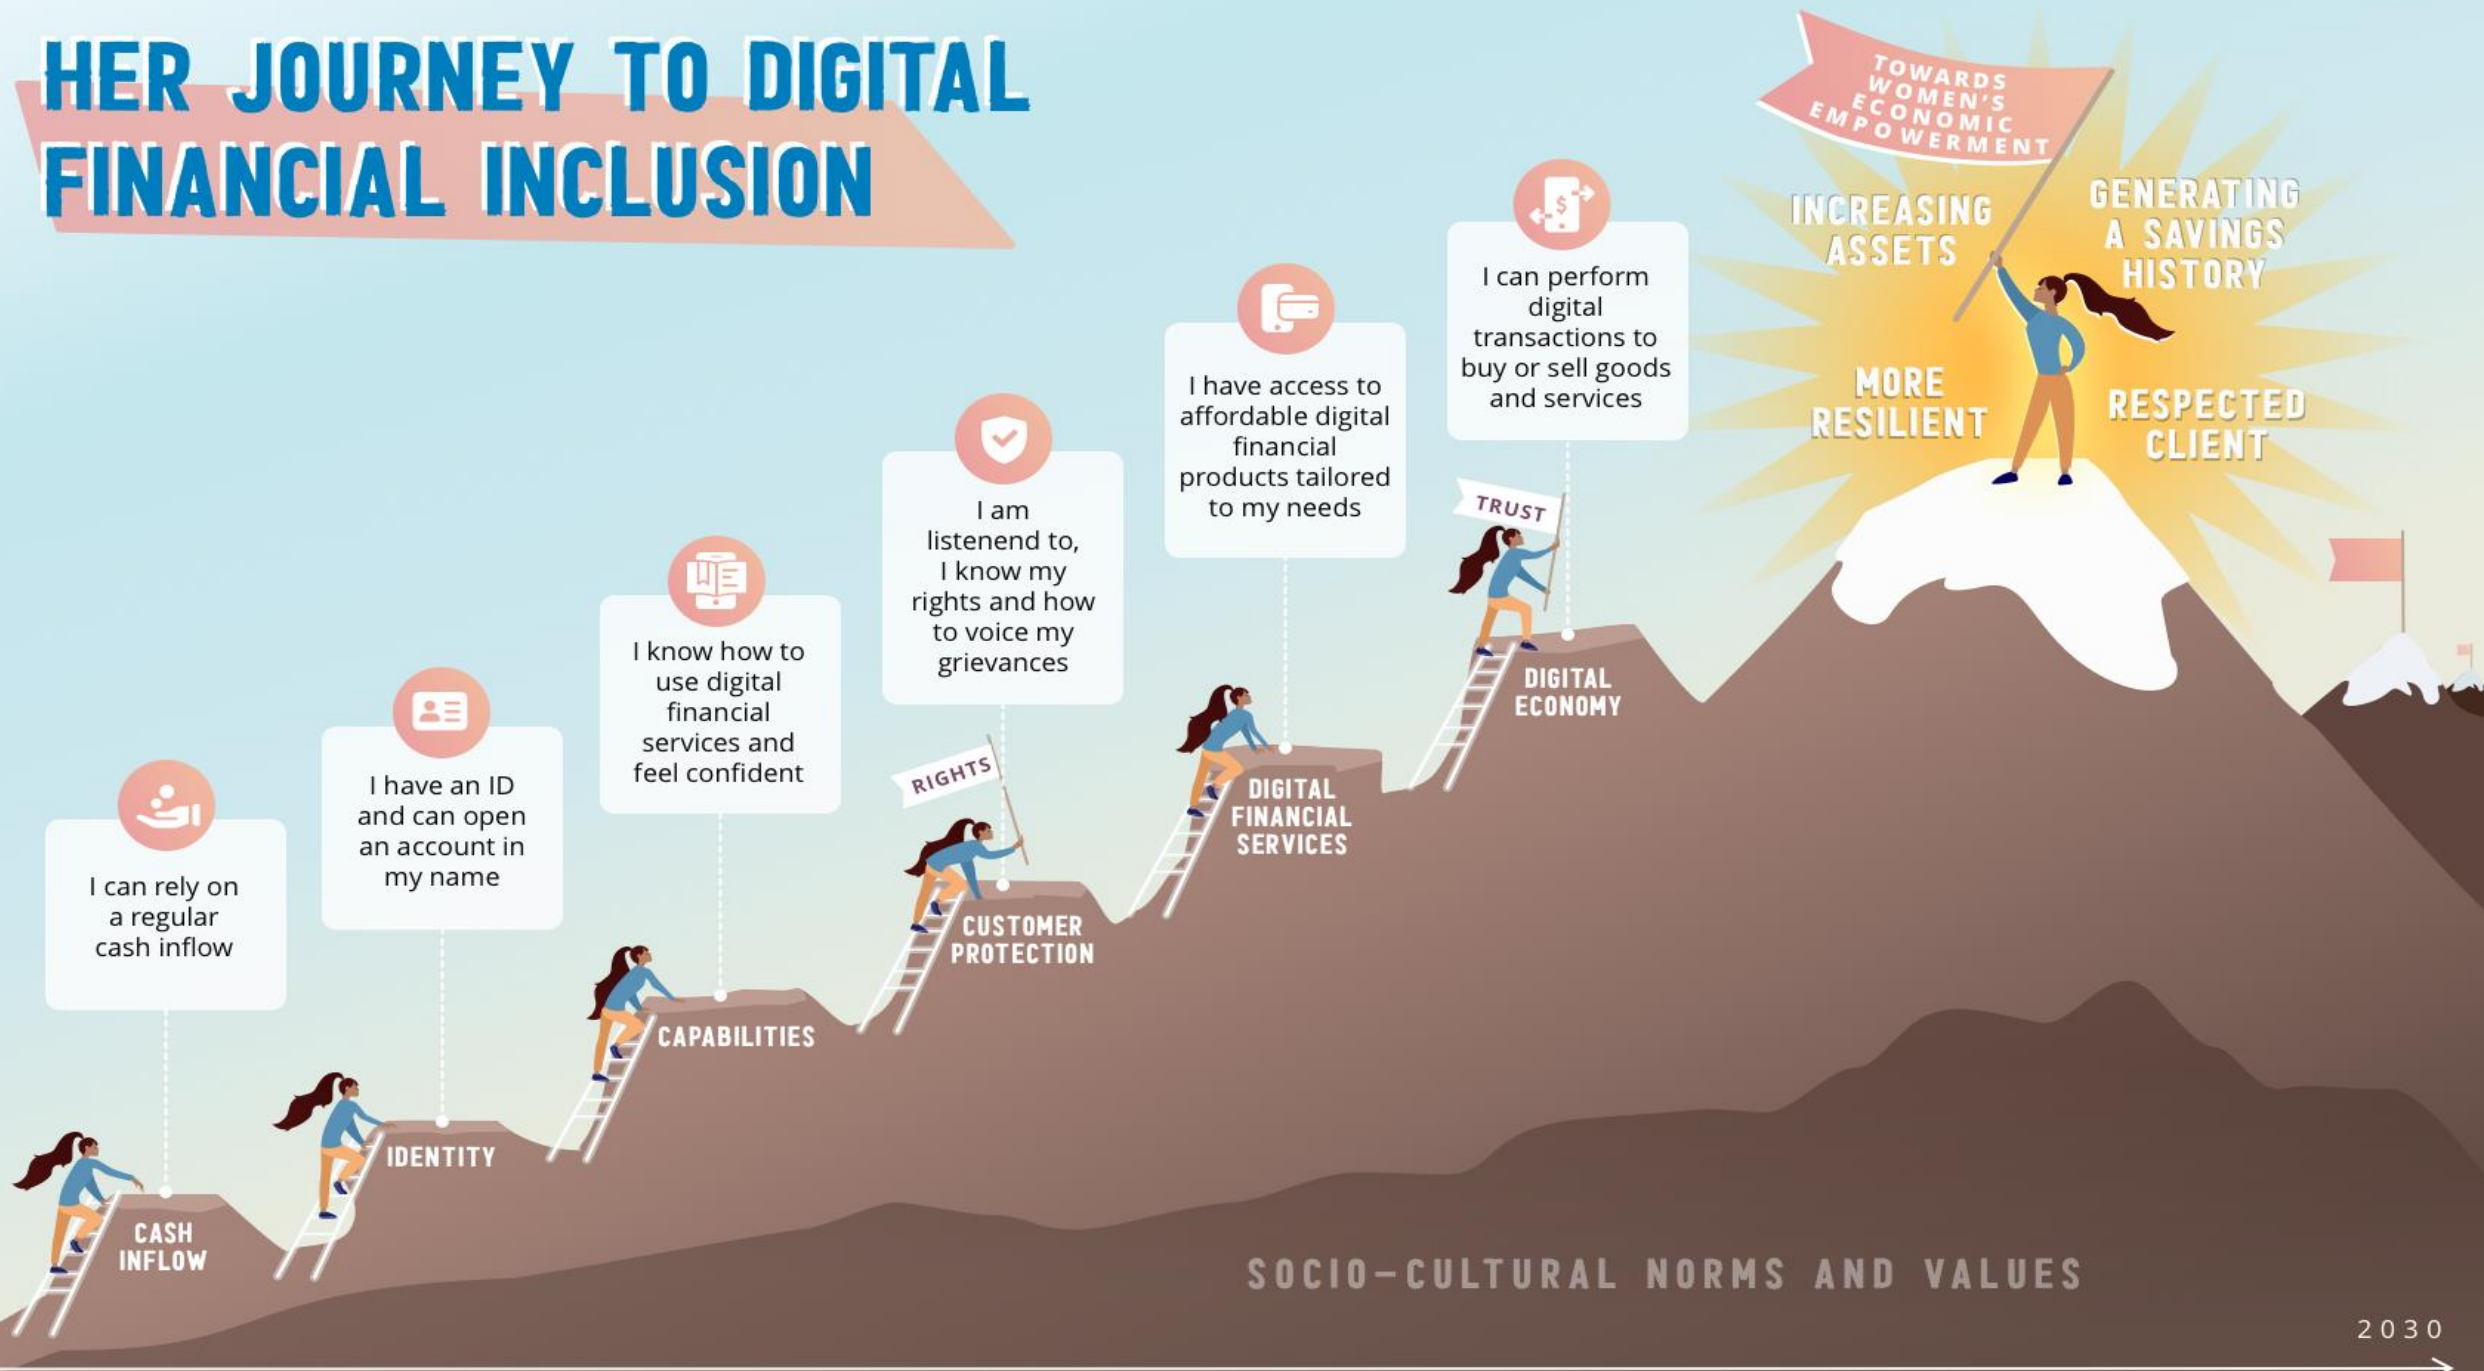 HER JOURNEY TO DIGITAL
FINANCIAL INCLUSION
I can rely on
a regular
cash inflow
CASH
INFLOW
I have an ID
and can open
an account in
my name
IDENTITY
I know how to
use digital
financial
services and
feel confident
CAPABILITIES
I am
listenend to,
I know my
rights and how
to voice my
grievances
RIGHTS
CUSTOMER
PROTECTION
I have access to
affordable digital
financial
products tailored
to my needs
DIGITAL
FINANCIAL
SERVICES
$
I can perform
digital
transactions to
buy or sell goods
and services
TRUST
DIGITAL
ECONOMY
TOWARDS
WOMEN'S
ECONOMIC
EMPOWERMENT
INCREASING
ASSETS
GENERATING
A SAVINGS
HISTORY
MORE
RESILIENT
RESPECTED
CLIENT
SOCIO-CULTURAL NORMS AND VALUES
2030